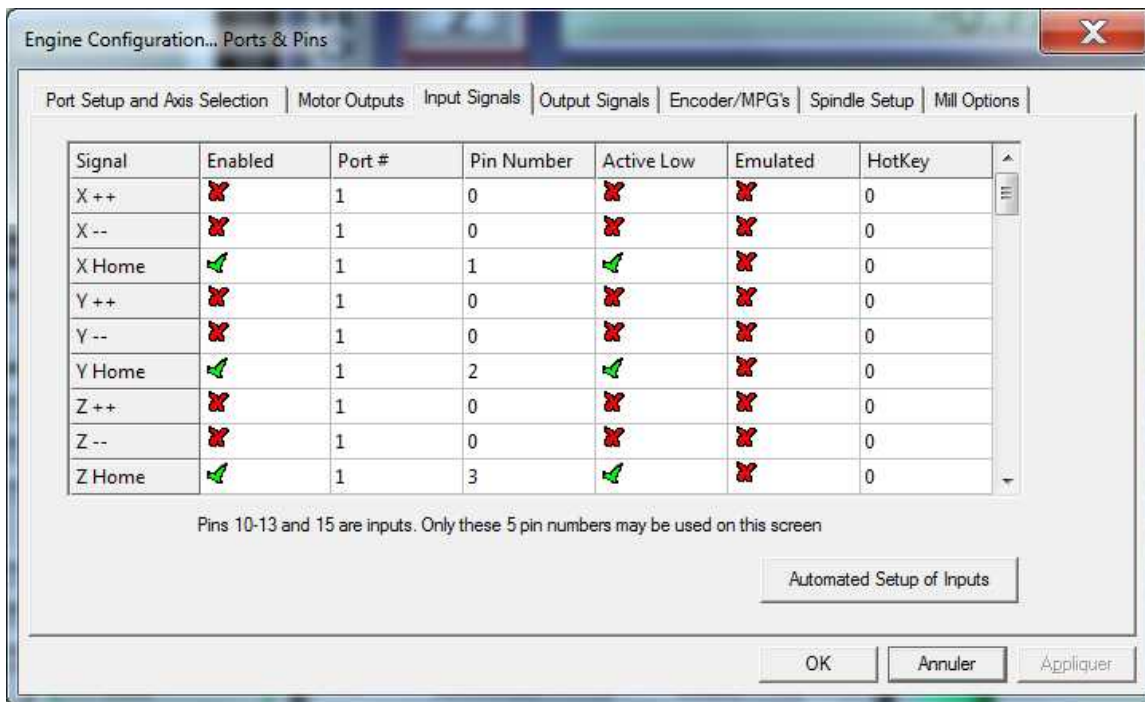 Engine Configuration... Ports & Pins
Port Setup and Axis Selection Motor Outputs Input Signals Output Signals Encoder/MPG's Spindle Setup Mill Options
Signal Enabled Port # Pin Number Active Low Emulated HotKey
X ++ 1 0 0
X -- 1 0 0
X Home 1 1 0
Y ++ 1 0 0
Y -- 1 0 0
Y Home 1 2 0
Z ++ 1 0 0
Z -- 1 0 0
Z Home 1 3 0
Pins 10-13 and 15 are inputs. Only these 5 pin numbers may be used on this screen
Automated Setup of Inputs
OK Annuler Appliquer